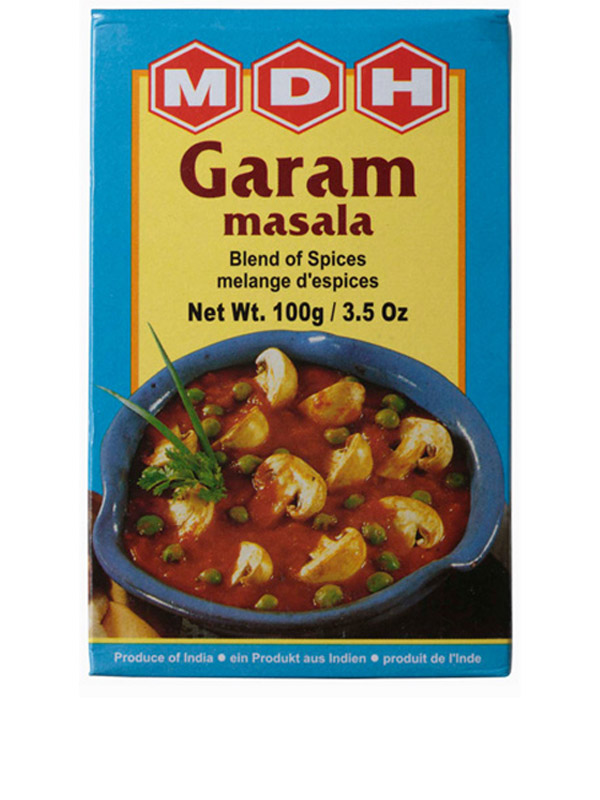 MDH
Garam
masala
Blend of Spices
melange d'espices
Net Wt. 100g / 3.5 Oz
Produce of India ● ein Produkt aus Indien ● produit de l'Inde